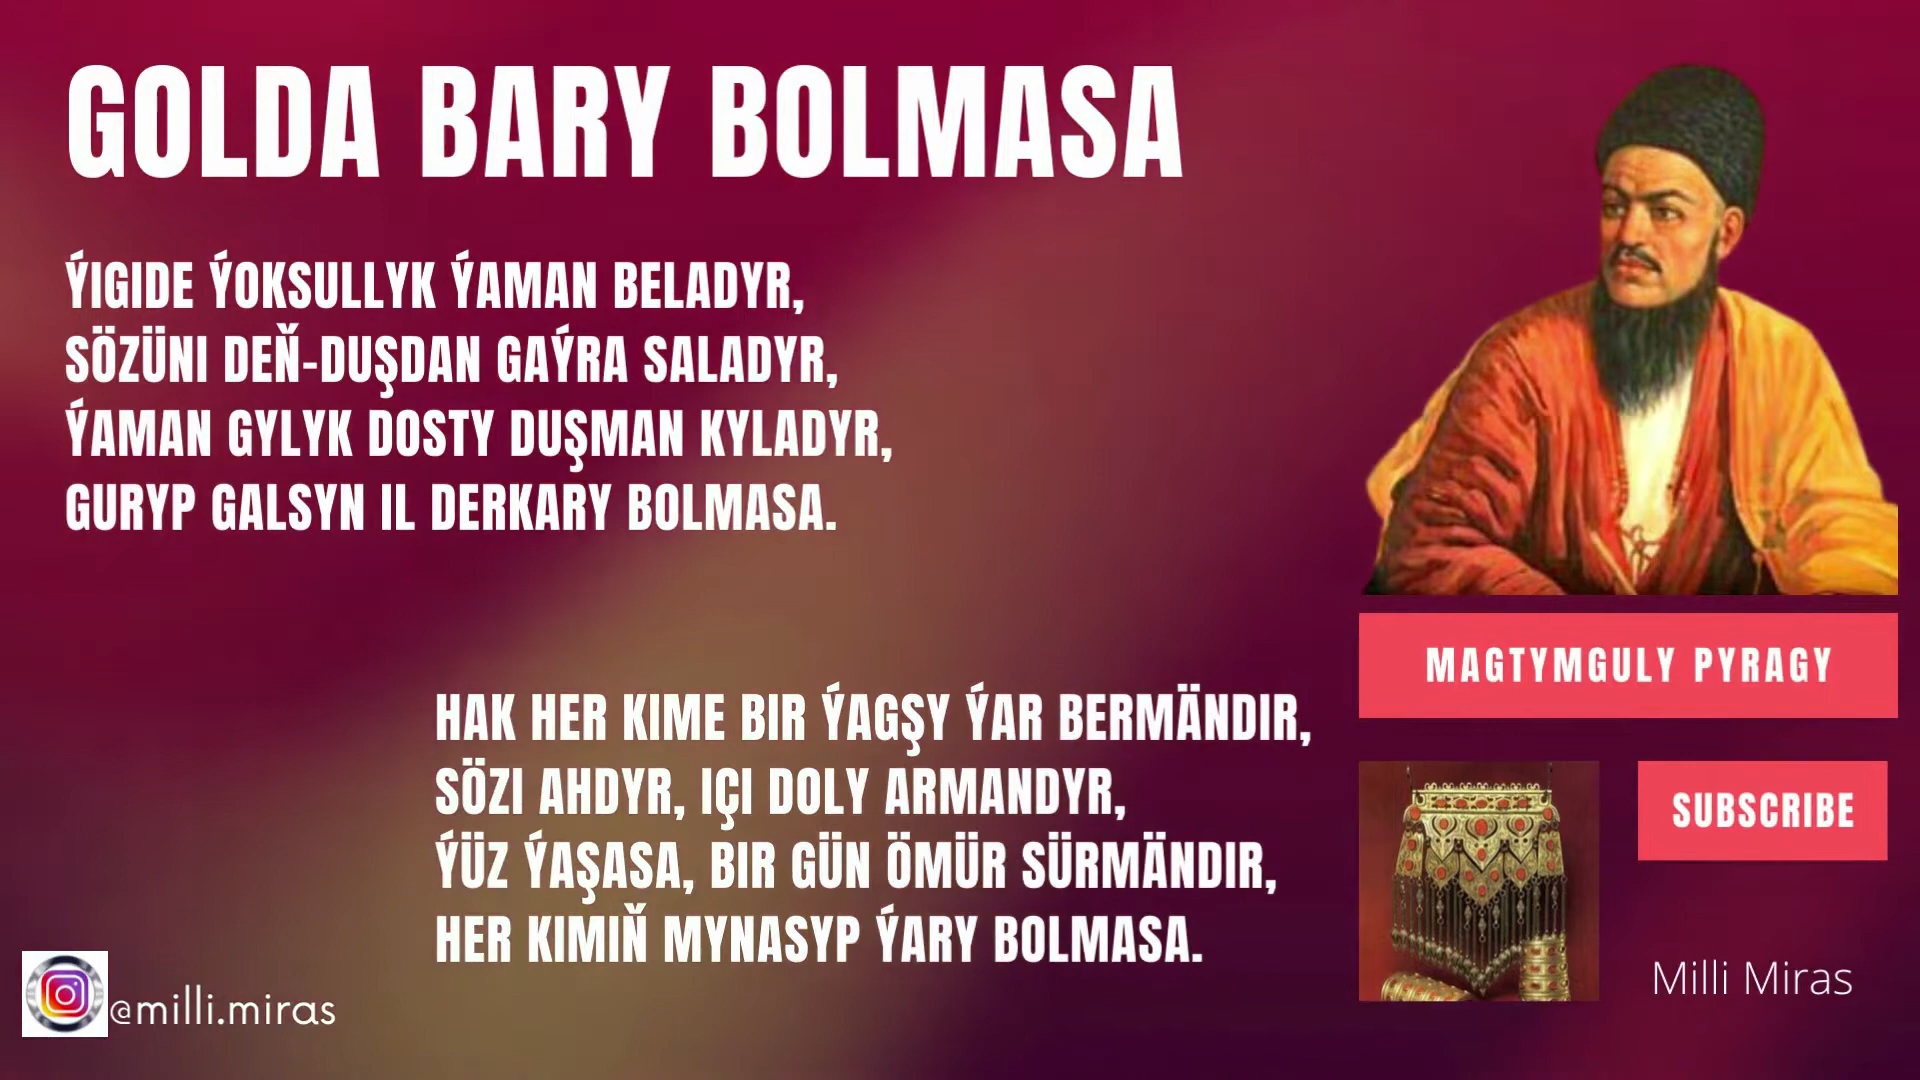 GOLDA BARY BOLMASA
ÝIGIDE ÝOKSULLYK ÝAMAN BELADYR,
SÖZÜNI DEŇ-DUŞDAN GAÝRA SALADYR,
ÝAMAN GYLYK DOSTY DUŞMAN KYLADYR,
GURYP GALSYN IL DERKARY BOLMASA.
HAK HER KIME BIR ÝAGŞY ÝAR BERMÄNDIR,
SÖZI AHDYR, IÇI DOLY ARMANDYR,
ÝÜZ ÝAŞASA, BIR GÜN ÖMÜR SÜRMÄNDIR,
HER KIMIŇ MYNASYP ÝARY BOLMASA.
MAGTYMGULY PYRAGY
SUBSCRIBE
Milli Miras
@milli.miras